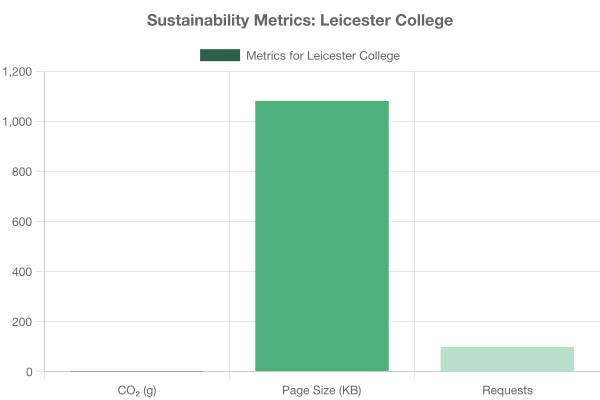 Sustainability Metrics: Leicester College
Metrics for Leicester College
1,200
1,000
800
600
400
200
0
CO₂ (g)
Page Size (KB)
Requests